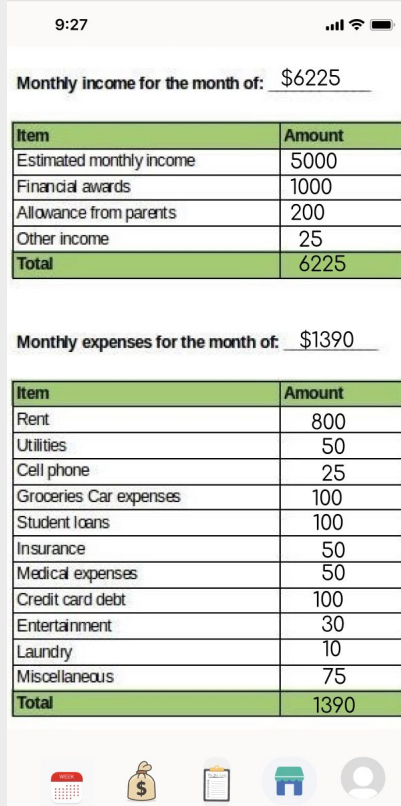 9:27
Monthly income for the month of: $6225
Item Amount
Estimated monthly income 5000
Financial awards 1000
Allowance from parents 200
Other income 25
Total 6225
Monthly expenses for the month of: $1390
Item Amount
Rent 800
Utilities 50
Cell phone 25
Groceries Car expenses 100
Student loans 100
Insurance 50
Medical expenses 50
Credit card debt 100
Entertainment 30
Laundry 10
Miscellaneous 75
Total 1390
WEEK
$